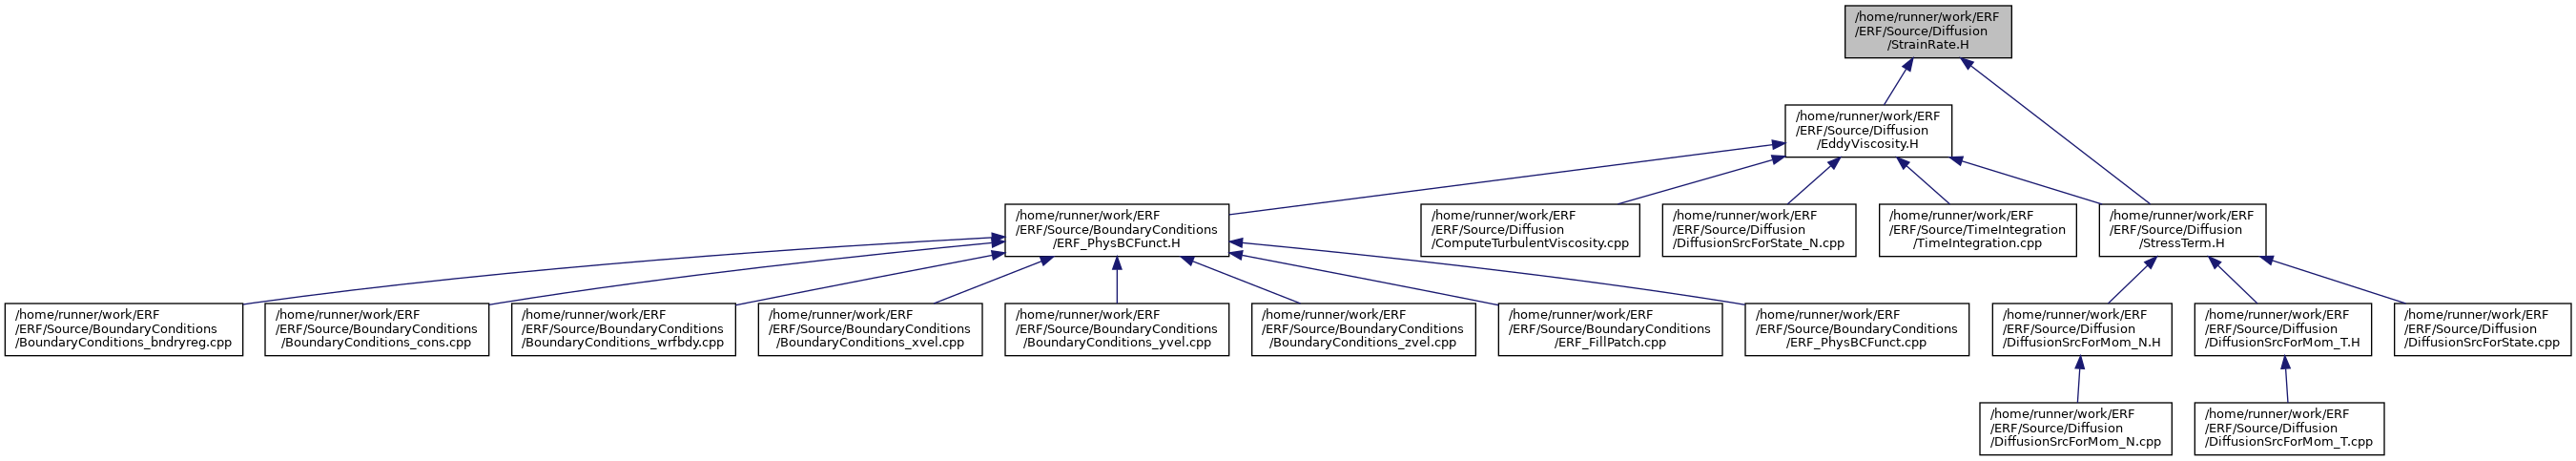 /home/runner/work/ERF
/ERF/Source/Diffusion
/StrainRate.H
/home/runner/work/ERF
/ERF/Source/Diffusion
/EddyViscosity.H
/home/runner/work/ERF
/ERF/Source/BoundaryConditions
/ERF_PhysBCFunct.H
/home/runner/work/ERF
/ERF/Source/Diffusion
/ComputeTurbulentViscosity.cpp
/home/runner/work/ERF
/ERF/Source/Diffusion
/DiffusionSrcForState_N.cpp
/home/runner/work/ERF
/ERF/Source/TimeIntegration
/TimeIntegration.cpp
/home/runner/work/ERF
/ERF/Source/Diffusion
/StressTerm.H
/home/runner/work/ERF
/ERF/Source/BoundaryConditions
/BoundaryConditions_bndryreg.cpp
/home/runner/work/ERF
/ERF/Source/BoundaryConditions
/BoundaryConditions_cons.cpp
/home/runner/work/ERF
/ERF/Source/BoundaryConditions
/BoundaryConditions_wrfbdy.cpp
/home/runner/work/ERF
/ERF/Source/BoundaryConditions
/BoundaryConditions_xvel.cpp
/home/runner/work/ERF
/ERF/Source/BoundaryConditions
/BoundaryConditions_yvel.cpp
/home/runner/work/ERF
/ERF/Source/BoundaryConditions
/BoundaryConditions_zvel.cpp
/home/runner/work/ERF
/ERF/Source/BoundaryConditions
/ERF_FillPatch.cpp
/home/runner/work/ERF
/ERF/Source/BoundaryConditions
/ERF_PhysBCFunct.cpp
/home/runner/work/ERF
/ERF/Source/Diffusion
/DiffusionSrcForMom_N.H
/home/runner/work/ERF
/ERF/Source/Diffusion
/DiffusionSrcForMom_T.H
/home/runner/work/ERF
/ERF/Source/Diffusion
/DiffusionSrcForState.cpp
/home/runner/work/ERF
/ERF/Source/Diffusion
/DiffusionSrcForMom_N.cpp
/home/runner/work/ERF
/ERF/Source/Diffusion
/DiffusionSrcForMom_T.cpp